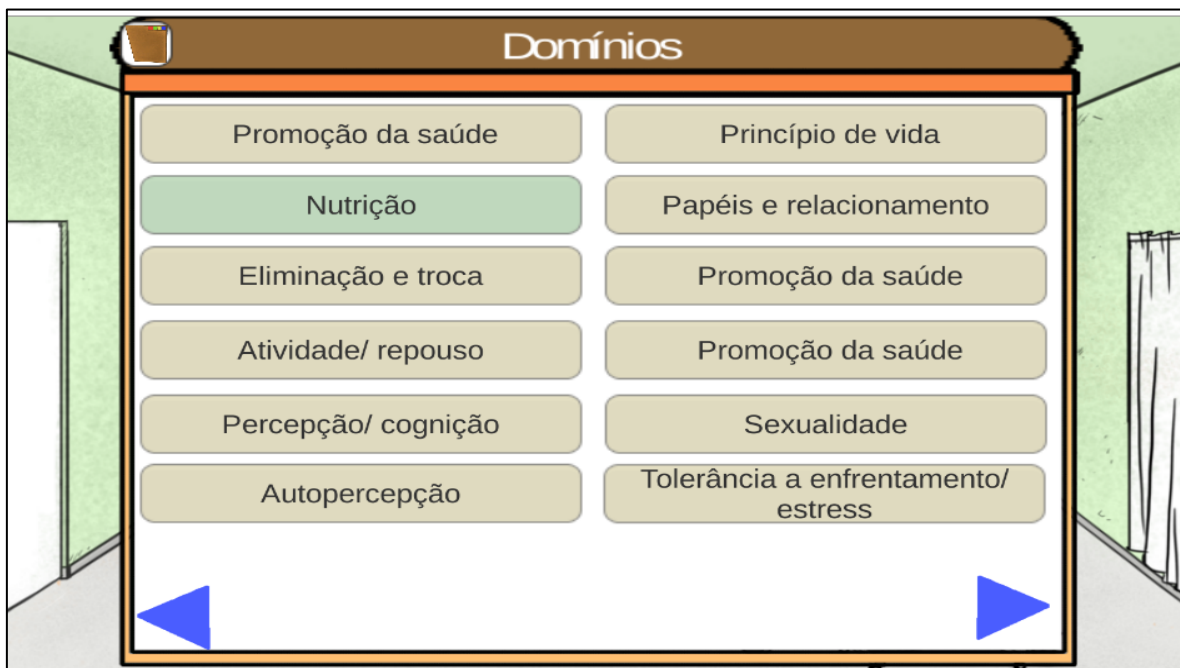 Domínios
Promoção da saúde
Princípio de vida
Nutrição
Papéis e relacionamento
Eliminação e troca
Promoção da saúde
Atividade/ repouso
Promoção da saúde
Percepção/ cognição
Sexualidade
Autopercepção
Tolerância a enfrentamento/
estress